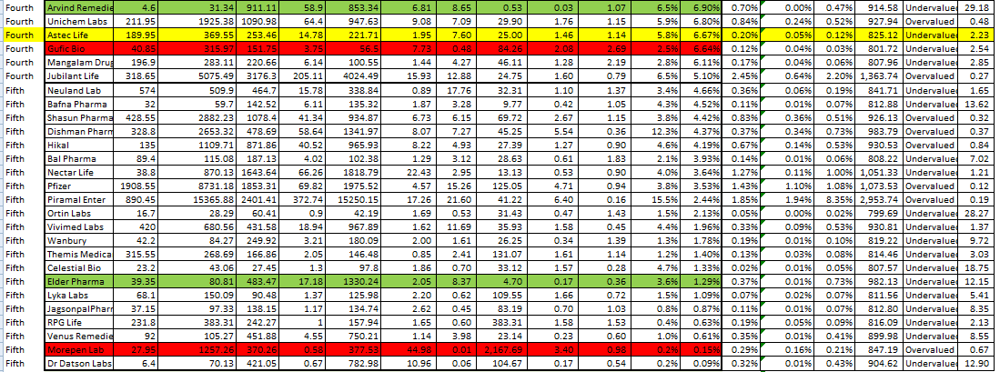 Fourth Arvind Remedie 4.6 31.34 911.11 58.9 853.34 6.81 8.65 0.53 0.03 1.07 6.5% 6.90% 0.70% 0.00% 0.47% 914.58 Undervalue 29.18
Fourth Unichem Labs 211.95 1925.38 1090.98 64.4 947.63 9.08 7.09 29.90 1.76 1.15 5.9% 6.80% 0.84% 0.24% 0.52% 927.94 Overvalued 0.48
Fourth Astec Life 189.95 369.55 253.46 14.78 221.71 1.95 7.60 25.00 1.46 1.14 5.8% 6.67% 0.20% 0.05% 0.12% 825.12 Undervalue 2.23
Fourth Gufic Bio 40.85 315.97 151.75 3.75 56.5 7.73 0.48 84.26 2.08 2.69 2.5% 6.64% 0.12% 0.04% 0.03% 801.72 Undervalue 2.54
Fourth Mangalam Drug 196.9 283.11 220.66 6.14 100.55 1.44 4.27 46.11 1.28 2.19 2.8% 6.11% 0.17% 0.04% 0.06% 807.96 Undervalue 2.85
Fourth Jubilant Life 318.65 5075.49 3176.3 205.11 4024.49 15.93 12.88 24.75 1.60 0.79 6.5% 5.10% 2.45% 0.64% 2.20% 1,363.74 Overvalued 0.27
Fifth Neuland Lab 574 509.9 464.7 15.78 338.84 0.89 17.76 32.31 1.10 1.37 3.4% 4.66% 0.36% 0.06% 0.19% 841.71 Undervalue 1.65
Fifth Bafna Pharma 32 59.7 142.52 6.11 135.32 1.87 3.28 9.77 0.42 1.05 4.3% 4.52% 0.11% 0.01% 0.07% 812.88 Undervalue 13.62
Fifth Shasun Pharma 428.55 2882.23 1078.4 41.34 934.87 6.73 6.15 69.72 2.67 1.15 3.8% 4.42% 0.83% 0.36% 0.51% 926.13 Overvalued 0.32
Fifth Dishman Pharm 328.8 2653.32 478.69 58.64 1341.97 8.07 7.27 45.25 5.54 0.36 12.3% 4.37% 0.37% 0.34% 0.73% 983.79 Overvalued 0.37
Fifth Hikal 135 1109.71 871.86 40.52 965.93 8.22 4.93 27.39 1.27 0.90 4.6% 4.19% 0.67% 0.14% 0.53% 930.53 Overvalued 0.84
Fifth Bal Pharma 89.4 115.08 187.13 4.02 102.38 1.29 3.12 28.63 0.61 1.83 2.1% 3.93% 0.14% 0.01% 0.06% 808.22 Undervalue 7.02
Fifth Nectar Life 38.8 870.13 1643.64 66.26 1818.79 22.43 2.95 13.13 0.53 0.90 4.0% 3.64% 1.27% 0.11% 1.00% 1,051.33 Undervalue 1.21
Fifth Pfizer 1908.55 8731.18 1853.31 69.82 1975.52 4.57 15.26 125.05 4.71 0.94 3.8% 3.53% 1.43% 1.10% 1.08% 1,073.53 Overvalued 0.12
Fifth Piramal Enter 890.45 15365.88 2401.41 372.74 15250.15 17.26 21.60 41.22 6.40 0.16 15.5% 2.44% 1.85% 1.94% 8.35% 2,953.74 Overvalued 0.19
Fifth Ortin Labs 16.7 28.29 60.41 0.9 42.19 1.69 0.53 31.43 0.47 1.43 1.5% 2.13% 0.05% 0.00% 0.02% 799.69 Undervalue 28.27
Fifth Vivimed Labs 420 680.56 431.58 18.94 967.89 1.62 11.69 35.93 1.58 0.45 4.4% 1.96% 0.33% 0.09% 0.53% 930.81 Undervalue 1.37
Fifth Wanbury 42.2 84.27 249.92 3.21 180.09 2.00 1.61 26.25 0.34 1.39 1.3% 1.78% 0.19% 0.01% 0.10% 819.22 Undervalue 9.72
Fifth Themis Medica 315.55 268.69 166.86 2.05 146.48 0.85 2.41 131.07 1.61 1.14 1.2% 1.40% 0.13% 0.03% 0.08% 814.46 Undervalue 3.03
Fifth Celestial Bio 23.2 43.06 27.45 1.3 97.8 1.86 0.70 33.12 1.57 0.28 4.7% 1.33% 0.02% 0.01% 0.05% 807.57 Undervalue 18.75
Fifth Elder Pharma 39.35 80.81 483.47 17.18 1330.24 2.05 8.37 4.70 0.17 0.36 3.6% 1.29% 0.37% 0.01% 0.73% 982.13 Undervalue 12.15
Fifth Lyka Labs 68.1 150.09 90.48 1.37 125.98 2.20 0.62 109.55 1.66 0.72 1.5% 1.09% 0.07% 0.02% 0.07% 811.56 Undervalue 5.41
Fifth JagsonpalPharr 37.15 97.33 138.15 1.17 134.74 2.62 0.45 83.19 0.70 1.03 0.8% 0.87% 0.11% 0.01% 0.07% 812.80 Undervalue 8.35
Fifth RPG Life 231.8 383.31 242.27 1 157.94 1.65 0.60 383.31 1.58 1.53 0.4% 0.63% 0.19% 0.05% 0.09% 816.09 Undervalue 2.13
Fifth Venus Remedie 92 105.27 451.88 4.55 750.21 1.14 3.98 23.14 0.23 0.60 1.0% 0.61% 0.35% 0.01% 0.41% 899.98 Undervalue 8.55
Fifth Morepen Lab 27.95 1257.26 370.26 0.58 377.53 44.98 0.01 2,167.69 3.40 0.98 0.2% 0.15% 0.29% 0.16% 0.21% 847.19 Overvalued 0.67
Fifth Dr Datson Labs 6.4 70.13 421.05 0.67 782.98 10.96 0.06 104.67 0.17 0.54 0.2% 0.09% 0.32% 0.01% 0.43% 904.62 Undervalue 12.90